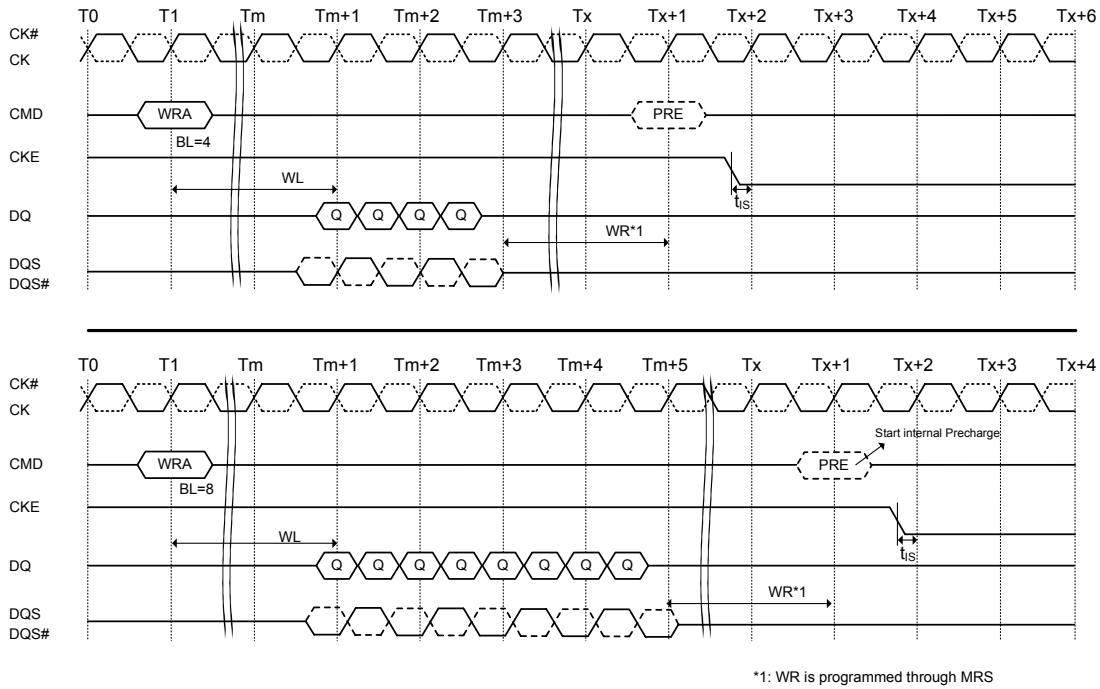 T0 T1 Tm Tm+1 Tm+2 Tm+3 Tx Tx+1 Tx+2 Tx+3 Tx+4 Tx+5 Tx+6
CK#
CK
CMD WRA PRE
BL=4
CKE
WL
tIS
DQ Q Q Q Q
WR*1
DQS
DQS#
T0 T1 Tm Tm+1 Tm+2 Tm+3 Tm+4 Tm+5 Tx Tx+1 Tx+2 Tx+3 Tx+4
CK#
CK
Start internal Precharge
CMD WRA PRE
BL=8
CKE
WL
tIS
DQ Q Q Q Q Q Q Q Q
WR*1
DQS
DQS#
*1: WR is programmed through MRS